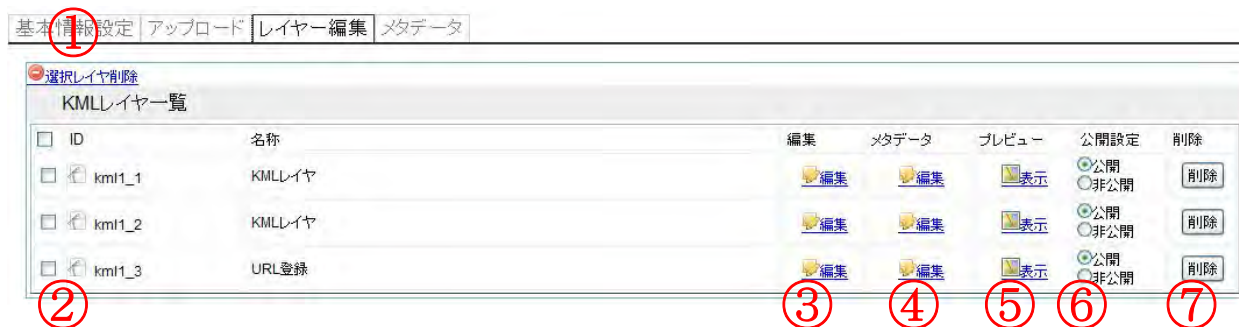 基本情報設定 アップロード レイヤー編集 メタデータ
①
選択レイヤ削除
KMLレイヤ一覧
ID 名称 編集 メタデータ プレビュー 公開設定 削除
kml1_1 KMLレイヤ 編集 編集 表示 公開 非公開 削除
kml1_2 KMLレイヤ 編集 編集 表示 公開 非公開 削除
kml1_3 URL登録 編集 編集 表示 公開 非公開 削除
② ③ ④ ⑤ ⑥ ⑦